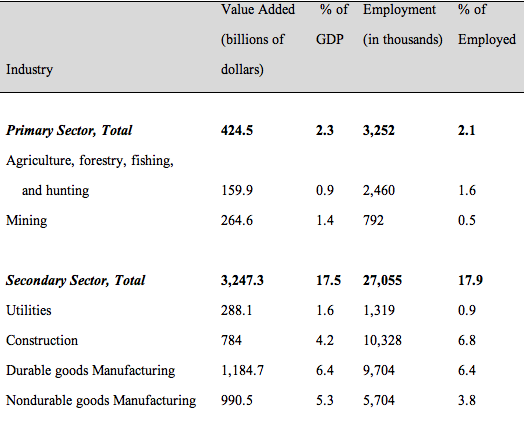 Value Added % of Employment % of
(billions of GDP (in thousands) Employed
Industry dollars)
Primary Sector, Total 424.5 2.3 3,252 2.1
Agriculture, forestry, fishing,
and hunting 159.9 0.9 2,460 1.6
Mining 264.6 1.4 792 0.5
Secondary Sector, Total 3,247.3 17.5 27,055 17.9
Utilities 288.1 1.6 1,319 0.9
Construction 784 4.2 10,328 6.8
Durable goods Manufacturing 1,184.7 6.4 9,704 6.4
Nondurable goods Manufacturing 990.5 5.3 5,704 3.8